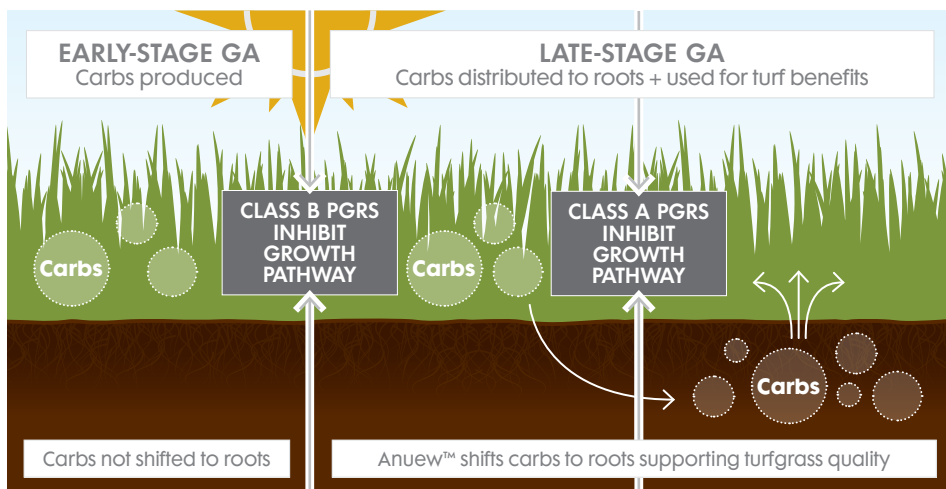 EARLY-STAGE GA
Carbs produced
LATE-STAGE GA
Carbs distributed to roots + used for turf benefits
CLASS B PGRS
INHIBIT
GROWTH
PATHWAY
CLASS A PGRS
INHIBIT
GROWTH
PATHWAY
Carbs
Carbs
Carbs
Carbs not shifted to roots
Anuew™ shifts carbs to roots supporting turfgrass quality